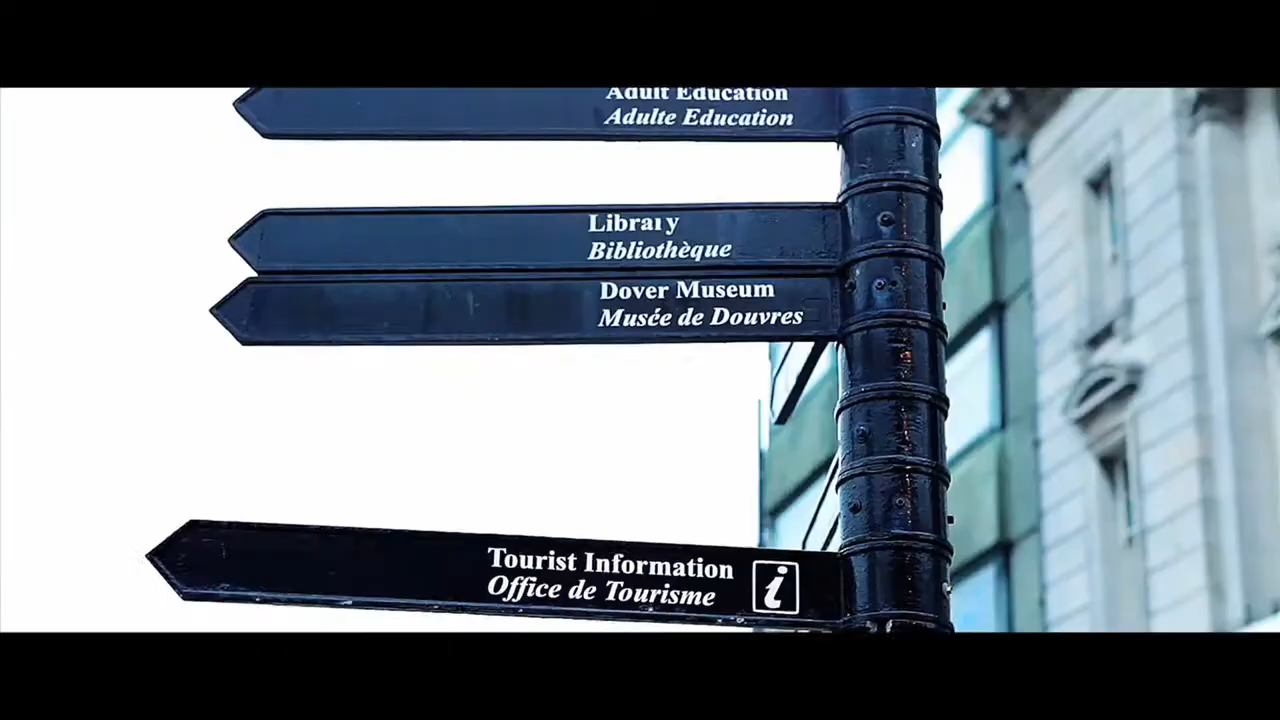 Adult Education
Adulte Education
Library
Bibliothèque
Dover Museum
Musée de Douvres
Tourist Information
Office de Tourisme
i